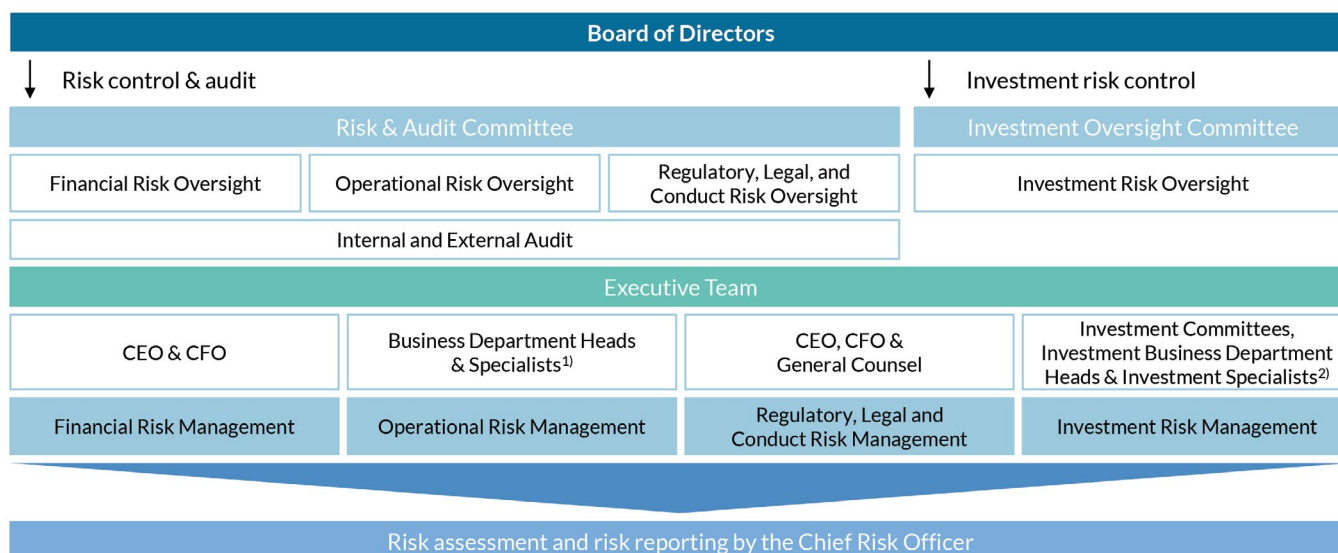 Board of Directors
Risk control & audit
Investment risk control
Risk & Audit Committee
Investment Oversight Committee
Financial Risk Oversight
Operational Risk Oversight
Regulatory, Legal, and
Conduct Risk Oversight
Investment Risk Oversight
Internal and External Audit
Executive Team
CEO & CFO
Business Department Heads
& Specialists1)
CEO, CFO &
General Counsel
Investment Committees,
Investment Business Department
Heads & Investment Specialists2)
Financial Risk Management
Operational Risk Management
Regulatory, Legal and
Conduct Risk Management
Investment Risk Management
Risk assessment and risk reporting by the Chief Risk Officer